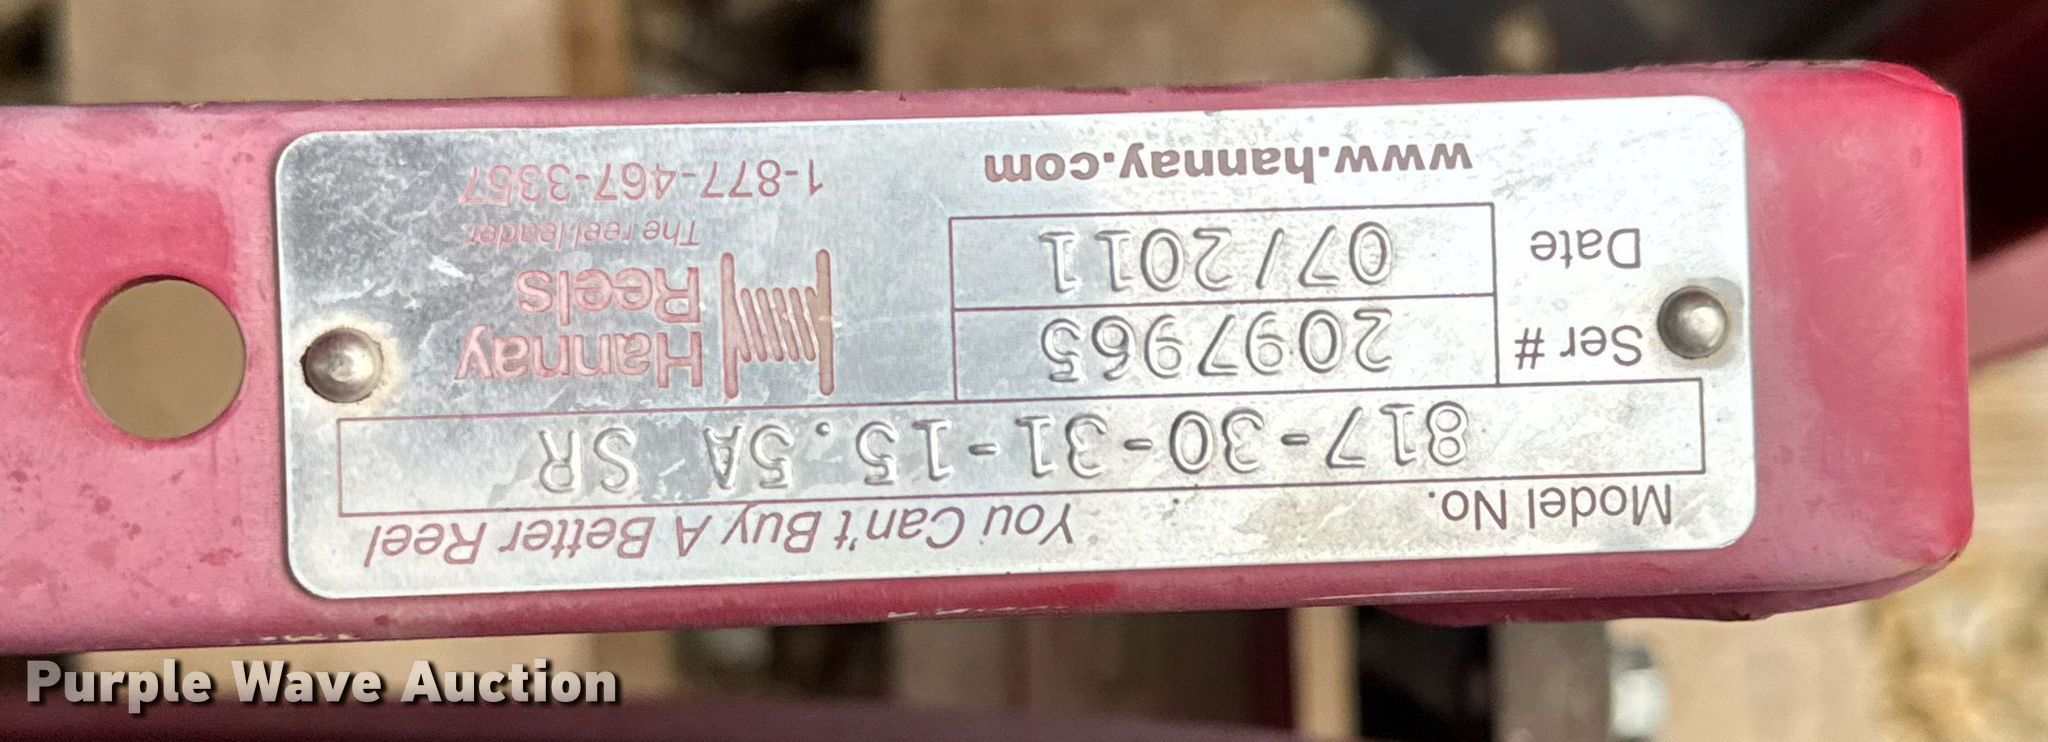 Model No.
You Can't Buy A Better Reel
817-30-31-15.5A SR
Ser # 2097965
Date 07/2011
www.hannay.com
Hannay
Reels
The reel leader.
1-877-467-3357
Purple Wave Auction